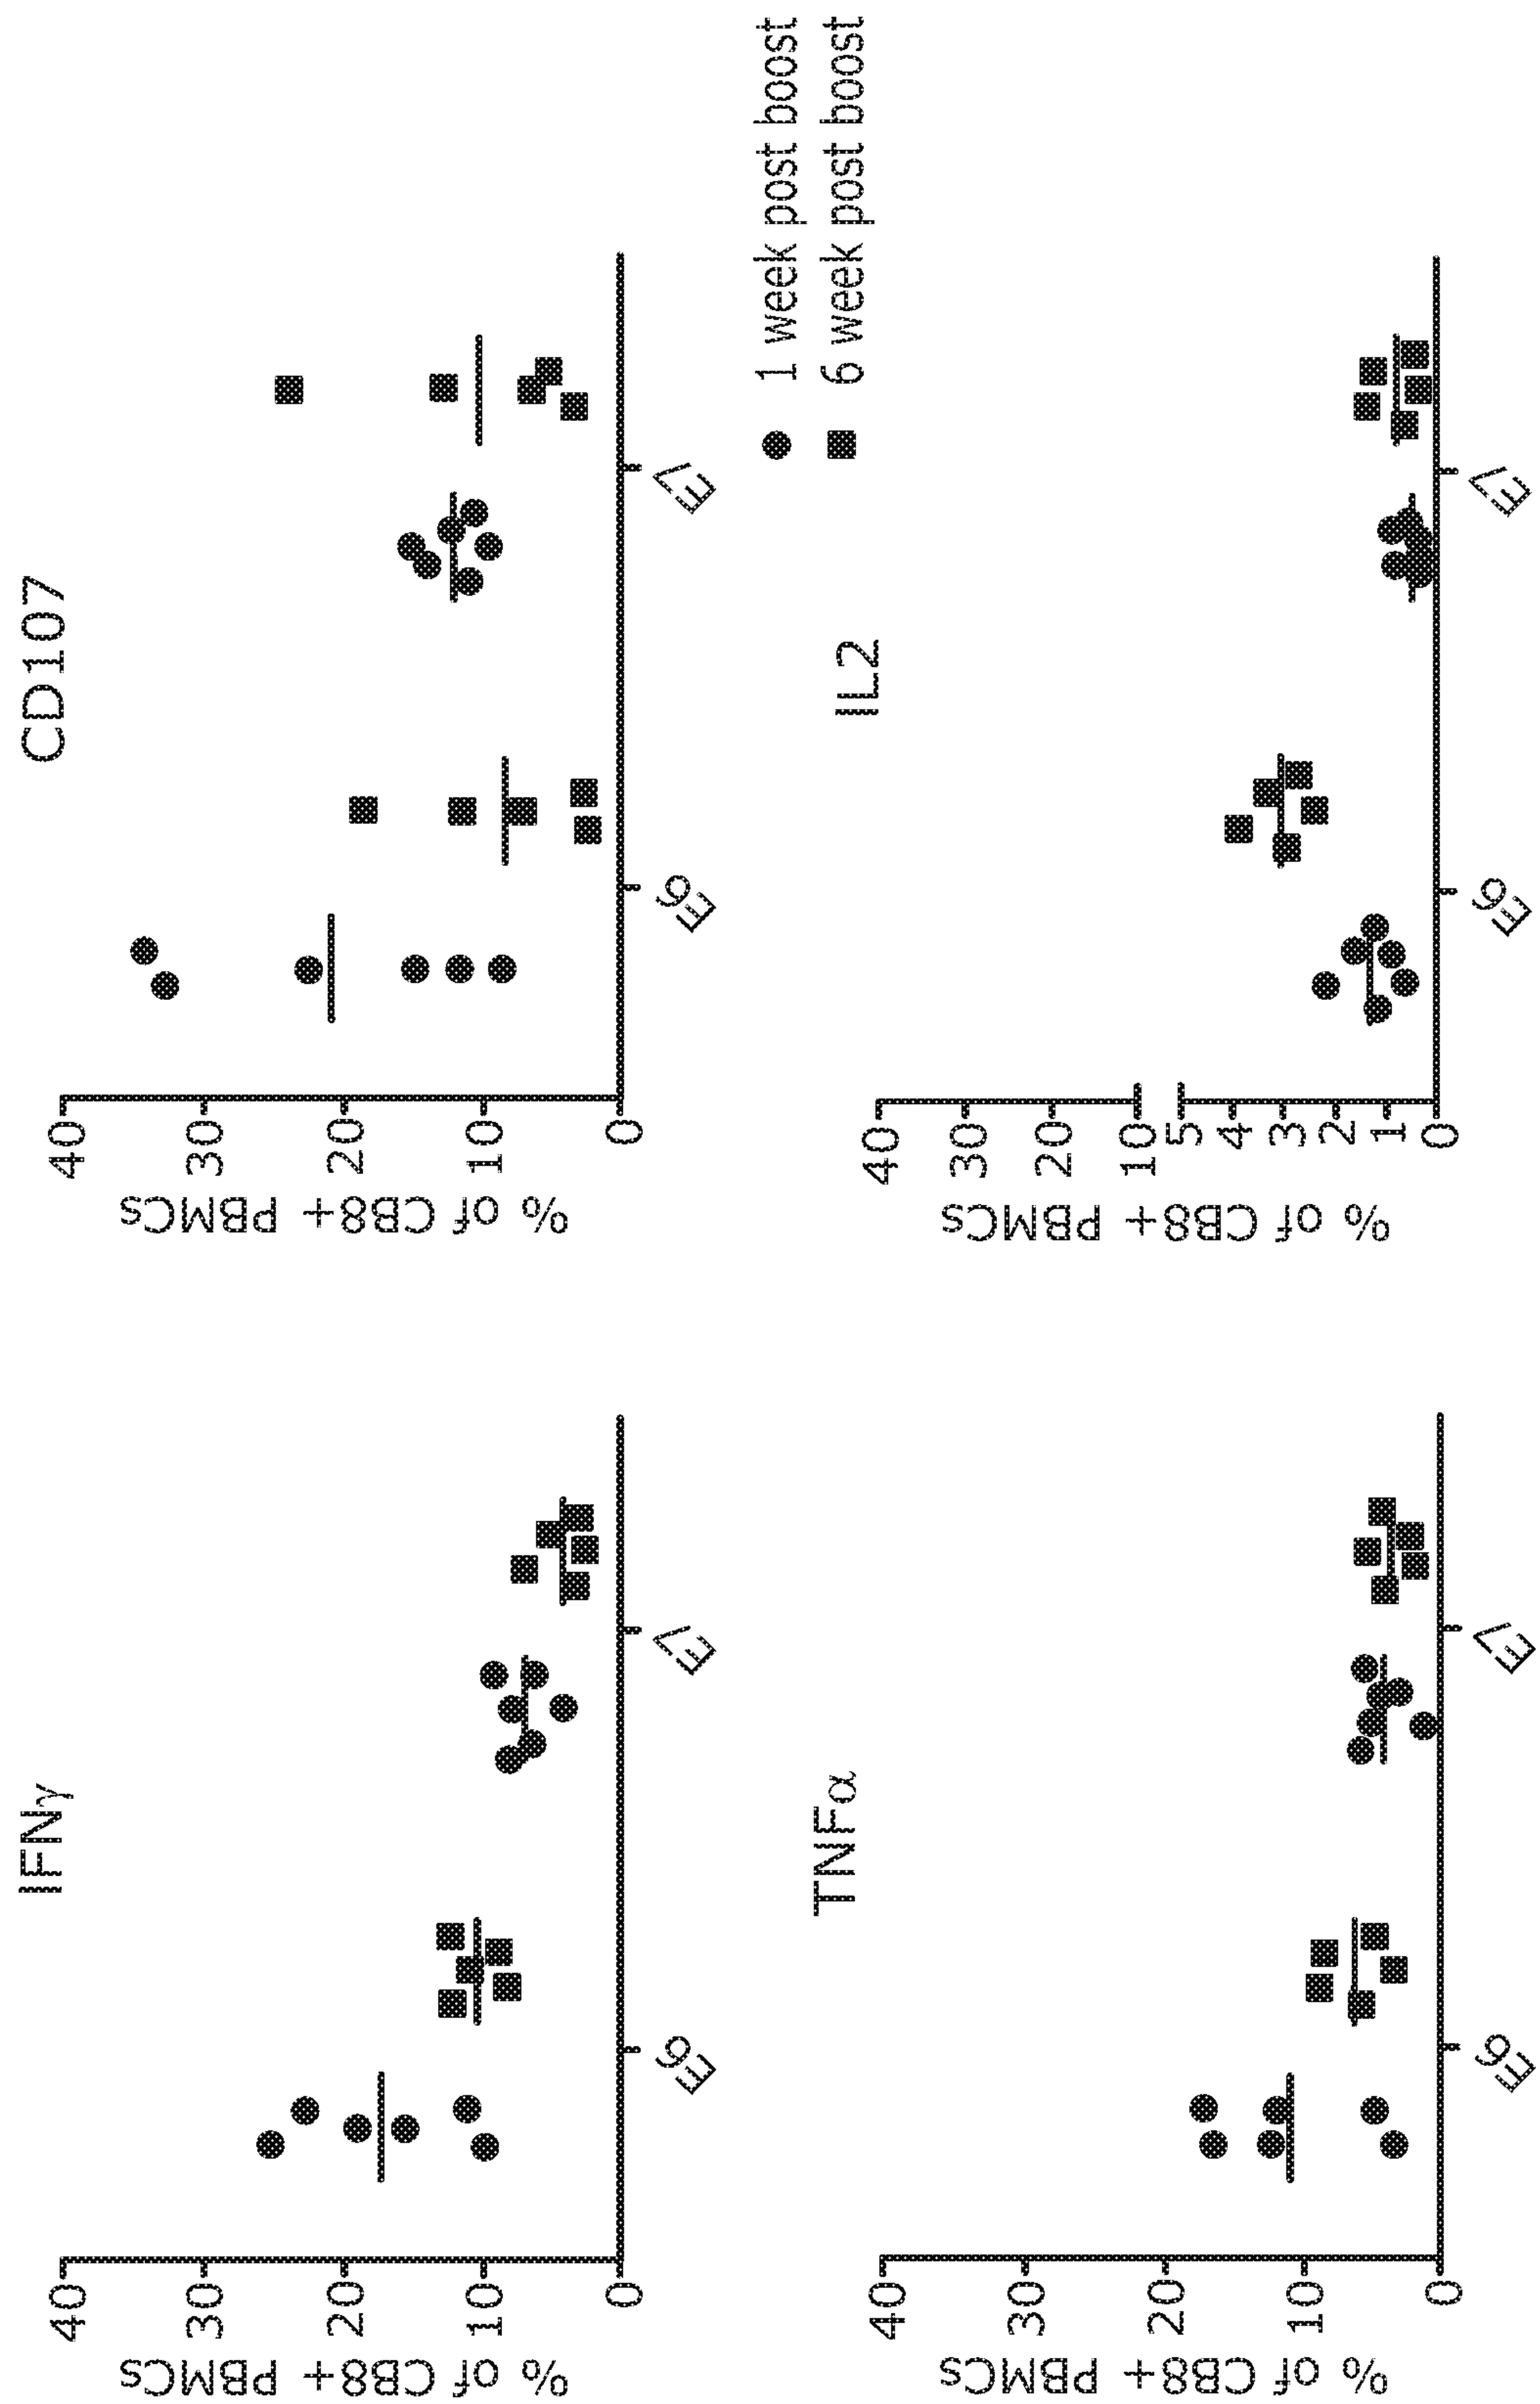 IFNγ
% of CB8+ PBMCs
40
30
20
10
0
E6
E7
CD107
% of CB8+ PBMCs
40
30
20
10
0
E6
E7
1 week post boost
6 week post boost
TNFα
% of CB8+ PBMCs
40
30
20
10
0
E6
E7
IL2
% of CB8+ PBMCs
40
30
20
10
5
4
3
2
1
0
E6
E7